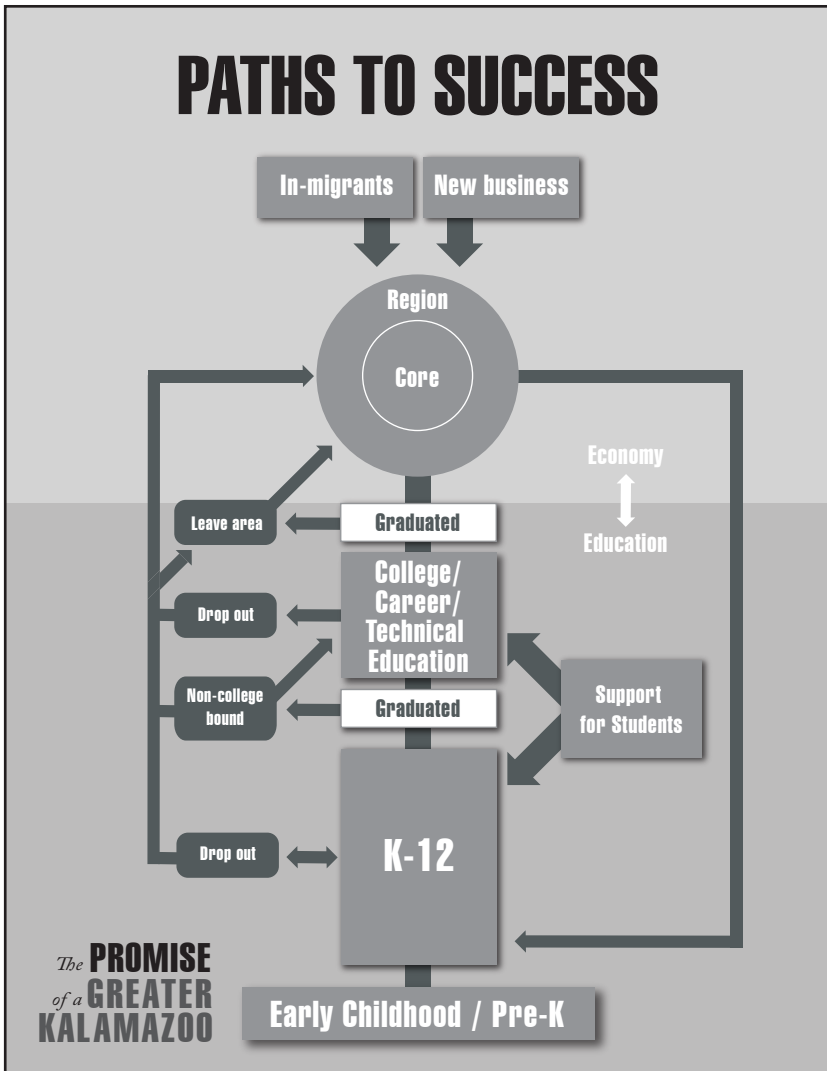 PATHS TO SUCCESS
In-migrants
New business
Region
Core
Economy
Education
Leave area
Graduated
College/
Career/
Technical
Education
Drop out
Non-college
bound
Graduated
Support
for Students
Drop out
K-12
The PROMISE
of a GREATER
KALAMAZOO
Early Childhood / Pre-K